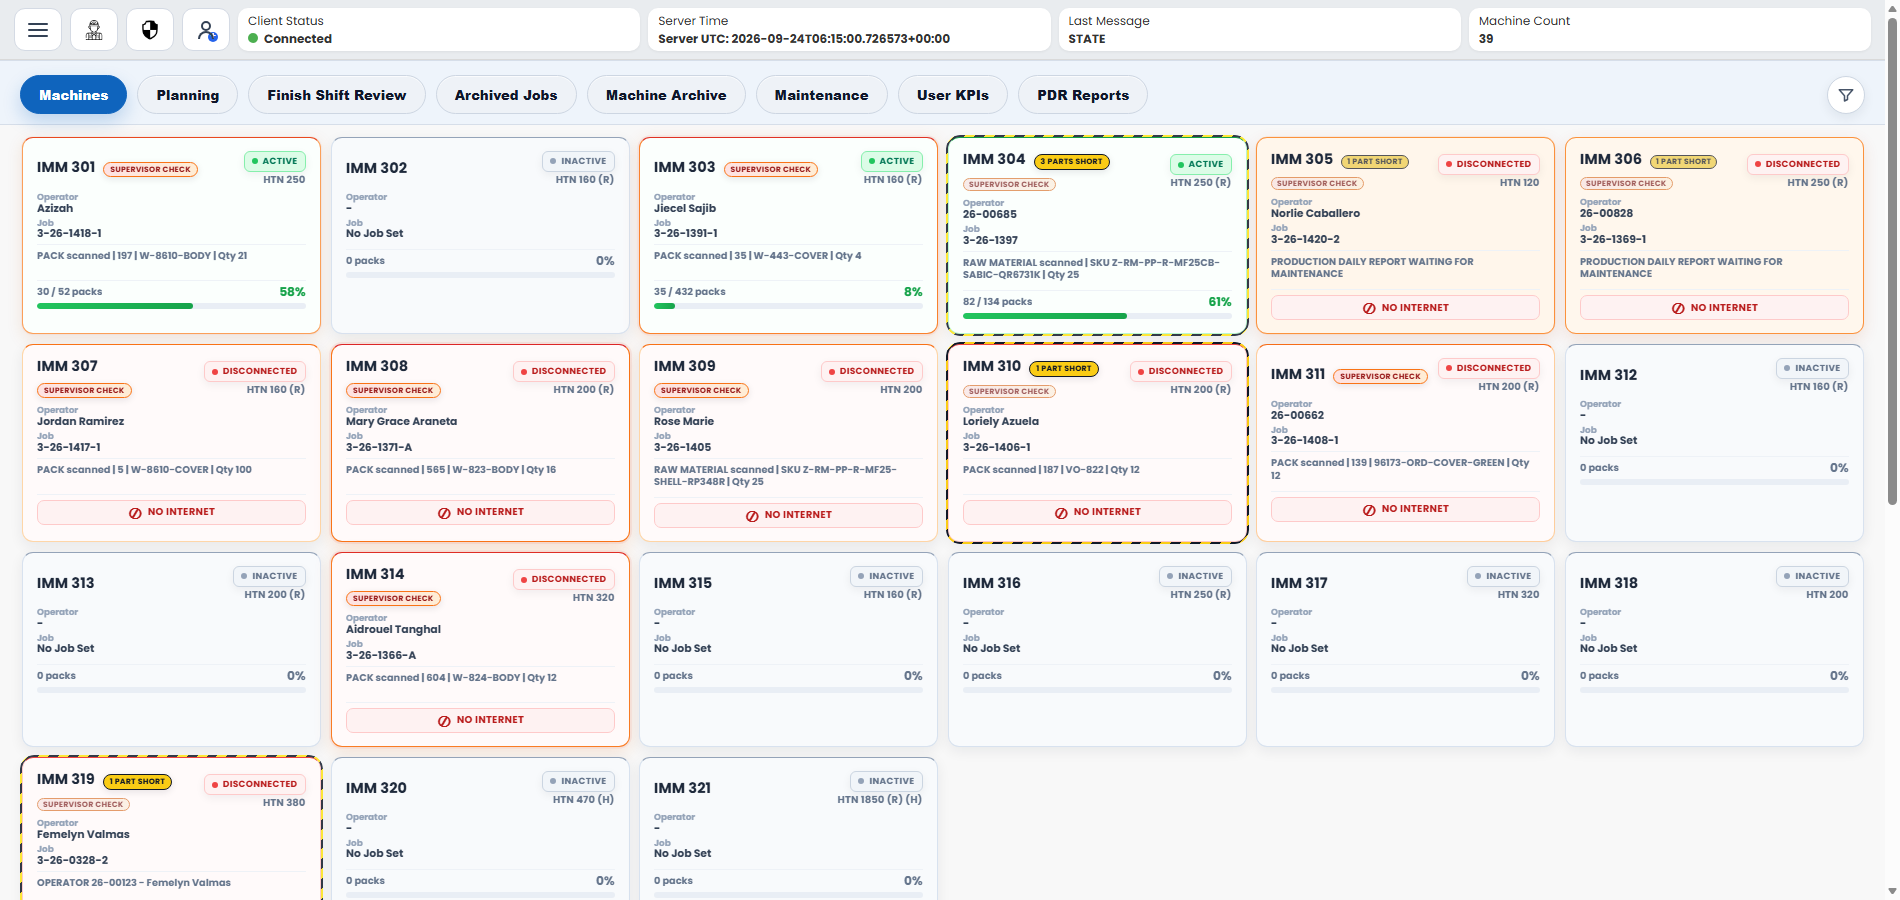 Client Status
Connected
Server Time
Server UTC: 2026-09-24T06:15:00.726573+00:00
Last Message
STATE
Machine Count
39
Machines
Planning
Finish Shift Review
Archived Jobs
Machine Archive
Maintenance
User KPIs
PDR Reports
IMM 301
SUPERVISOR CHECK
ACTIVE
HTN 250
Operator
Azizah
Job
3-26-1418-1
PACK scanned | 197 | W-8610-BODY | Qty 21
30 / 52 packs
58%
IMM 302
INACTIVE
HTN 160 (R)
Operator
-
Job
No Job Set
0 packs
0%
IMM 303
SUPERVISOR CHECK
ACTIVE
HTN 160 (R)
Operator
Jiecel Sajib
Job
3-26-1391-1
PACK scanned | 35 | W-443-COVER | Qty 4
35 / 432 packs
8%
IMM 304
3 PARTS SHORT
ACTIVE
SUPERVISOR CHECK
HTN 250 (R)
Operator
26-00685
Job
3-26-1397
RAW MATERIAL scanned | SKU Z-RM-PP-R-MF25CB-
SABIC-QR6731K | Qty 25
82 / 134 packs
61%
IMM 305
1 PART SHORT
DISCONNECTED
SUPERVISOR CHECK
HTN 120
Operator
Norlie Caballero
Job
3-26-1420-2
PRODUCTION DAILY REPORT WAITING FOR
MAINTENANCE
NO INTERNET
IMM 306
1 PART SHORT
DISCONNECTED
SUPERVISOR CHECK
HTN 250 (R)
Operator
26-00828
Job
3-26-1369-1
PRODUCTION DAILY REPORT WAITING FOR
MAINTENANCE
NO INTERNET
IMM 307
DISCONNECTED
SUPERVISOR CHECK
HTN 160 (R)
Operator
Jordan Ramirez
Job
3-26-1417-1
PACK scanned | 5 | W-8610-COVER | Qty 100
NO INTERNET
IMM 308
DISCONNECTED
SUPERVISOR CHECK
HTN 200 (R)
Operator
Mary Grace Araneta
Job
3-26-1371-A
PACK scanned | 565 | W-823-BODY | Qty 16
NO INTERNET
IMM 309
DISCONNECTED
SUPERVISOR CHECK
HTN 200
Operator
Rose Marie
Job
3-26-1405
RAW MATERIAL scanned | SKU Z-RM-PP-R-MF25-
SHELL-RP348R | Qty 25
NO INTERNET
IMM 310
1 PART SHORT
DISCONNECTED
SUPERVISOR CHECK
HTN 200 (R)
Operator
Loriely Azuela
Job
3-26-1406-1
PACK scanned | 187 | VO-822 | Qty 12
NO INTERNET
IMM 311
SUPERVISOR CHECK
DISCONNECTED
HTN 200 (R)
Operator
26-00662
Job
3-26-1408-1
PACK scanned | 139 | 96173-ORD-COVER-GREEN | Qty
12
NO INTERNET
IMM 312
INACTIVE
HTN 160 (R)
Operator
-
Job
No Job Set
0 packs
0%
IMM 313
INACTIVE
HTN 200 (R)
Operator
-
Job
No Job Set
0 packs
0%
IMM 314
DISCONNECTED
SUPERVISOR CHECK
HTN 320
Operator
Aidrouel Tanghal
Job
3-26-1366-A
PACK scanned | 604 | W-824-BODY | Qty 12
NO INTERNET
IMM 315
INACTIVE
HTN 160 (R)
Operator
-
Job
No Job Set
0 packs
0%
IMM 316
INACTIVE
HTN 250 (R)
Operator
-
Job
No Job Set
0 packs
0%
IMM 317
INACTIVE
HTN 320
Operator
-
Job
No Job Set
0 packs
0%
IMM 318
INACTIVE
HTN 200
Operator
-
Job
No Job Set
0 packs
0%
IMM 319
1 PART SHORT
DISCONNECTED
SUPERVISOR CHECK
HTN 380
Operator
Femelyn Valmas
Job
3-26-0328-2
OPERATOR 26-00123 - Femelyn Valmas
IMM 320
INACTIVE
HTN 470 (H)
Operator
-
Job
No Job Set
0 packs
0%
IMM 321
INACTIVE
HTN 1850 (R) (H)
Operator
-
Job
No Job Set
0 packs
0%